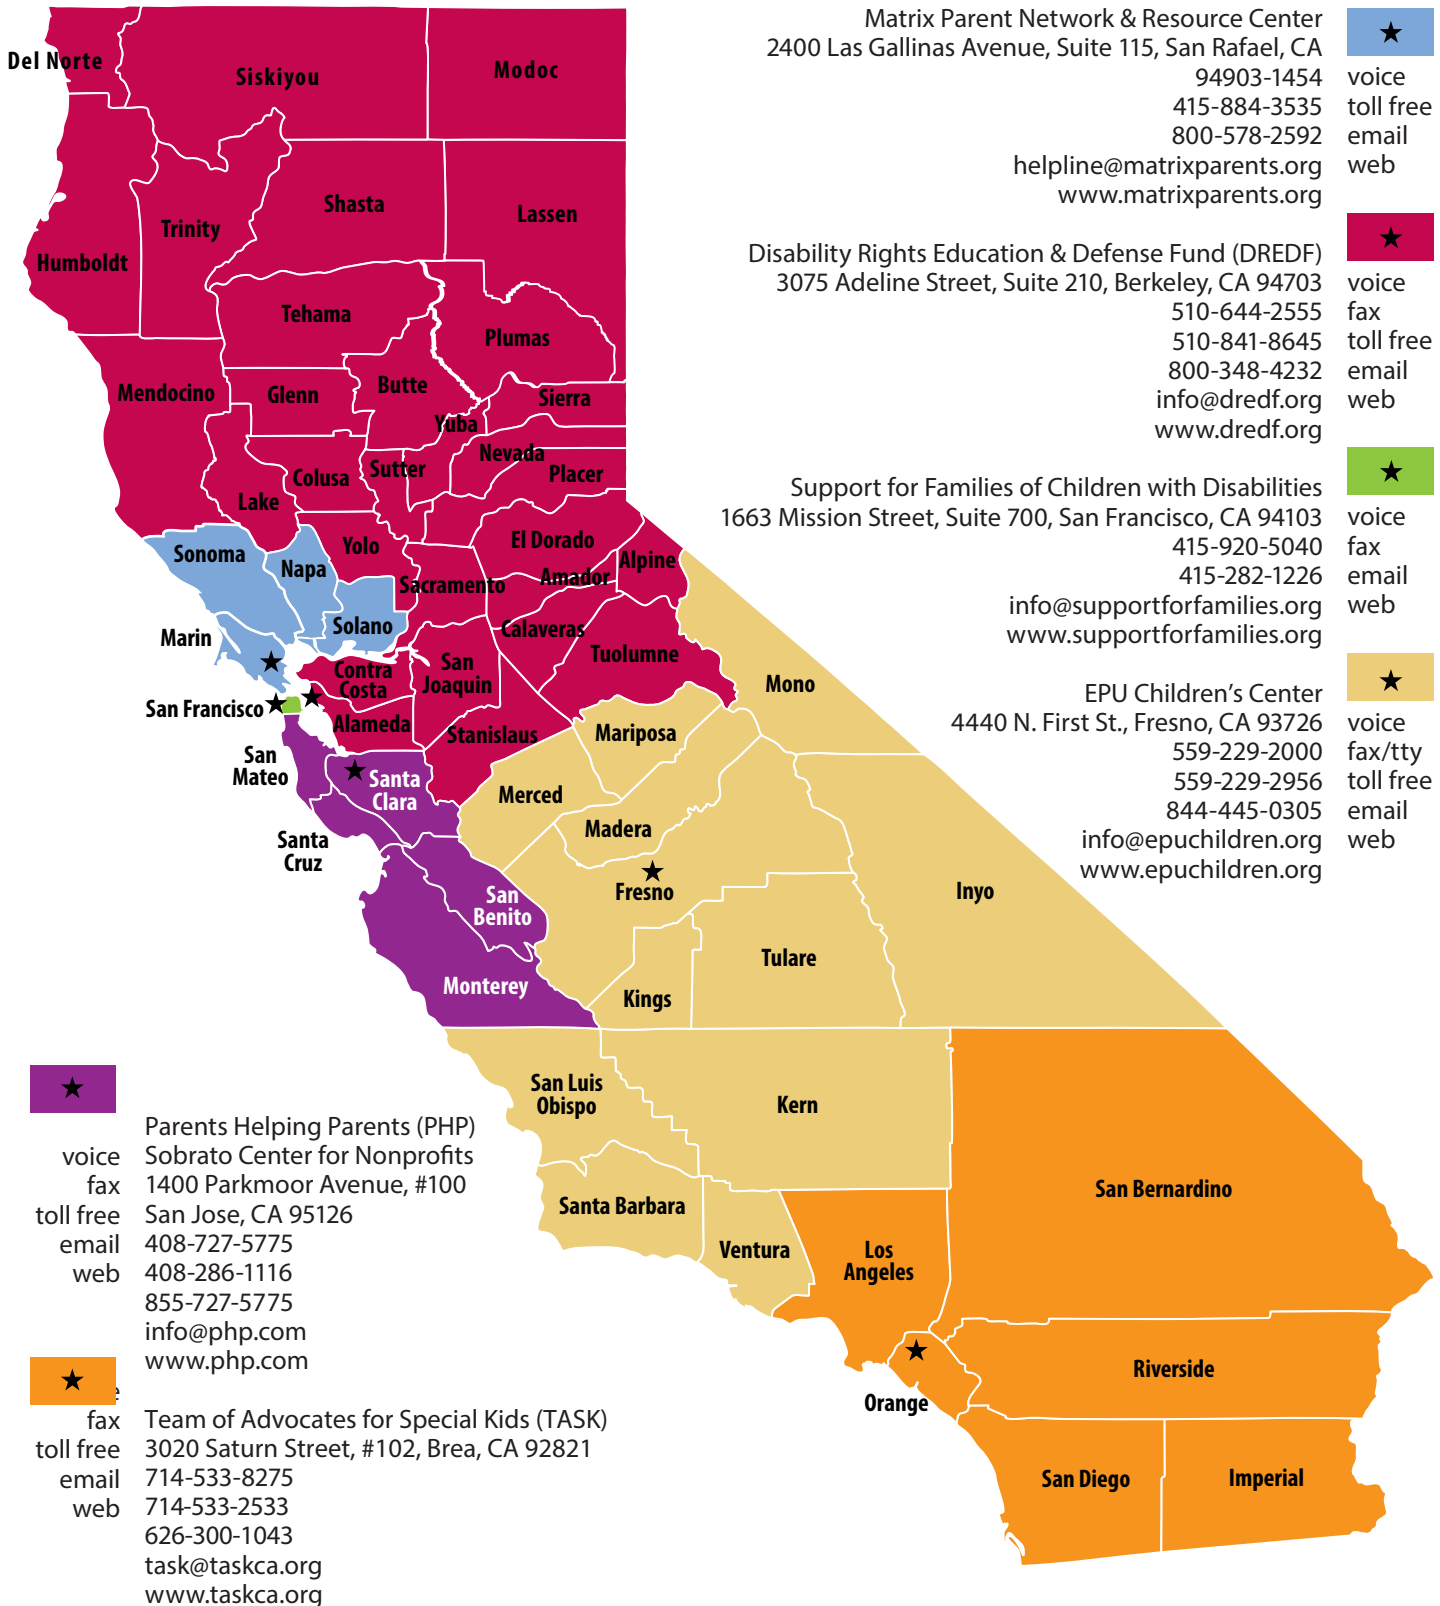 Matrix Parent Network & Resource Center
2400 Las Gallinas Avenue, Suite 115, San Rafael, CA
94903-1454 voice
415-884-3535 toll free
800-578-2592 email
helpline@matrixparents.org web
www.matrixparents.org
Disability Rights Education & Defense Fund (DREDF)
3075 Adeline Street, Suite 210, Berkeley, CA 94703 voice
510-644-2555 fax
510-841-8645 toll free
800-348-4232 email
info@dredf.org web
www.dredf.org
Support for Families of Children with Disabilities
1663 Mission Street, Suite 700, San Francisco, CA 94103 voice
415-920-5040 fax
415-282-1226 email
info@supportforfamilies.org web
www.supportforfamilies.org
EPU Children's Center
4440 N. First St., Fresno, CA 93726 voice
559-229-2000 fax/tty
559-229-2956 toll free
844-445-0305 email
info@epuchildren.org web
www.epuchildren.org
Del Norte
Siskiyou
Modoc
Humboldt
Trinity
Shasta
Lassen
Tehama
Plumas
Mendocino
Glenn
Butte
Yuba
Sierra
Lake
Colusa
Sutter
Nevada
Placer
Sonoma
Napa
Yolo
Sacramento
El Dorado
Amador
Alpine
Marin
Solano
Calaveras
Tuolumne
Contra
Costa
San
Joaquin
Mono
San Francisco
Alameda
Stanislaus
Mariposa
San
Mateo
Santa
Clara
Merced
Madera
Santa
Cruz
San
Benito
Fresno
Inyo
Monterey
Kings
Tulare
San Luis
Obispo
Kern
Santa Barbara
Ventura
Los
Angeles
San Bernardino
Orange
Riverside
San Diego
Imperial
Parents Helping Parents (PHP)
voice Sobrato Center for Nonprofits
fax 1400 Parkmoor Avenue, #100
toll free San Jose, CA 95126
email 408-727-5775
web 408-286-1116
855-727-5775
info@php.com
www.php.com
fax Team of Advocates for Special Kids (TASK)
toll free 3020 Saturn Street, #102, Brea, CA 92821
email 714-533-8275
web 714-533-2533
626-300-1043
task@taskca.org
www.taskca.org